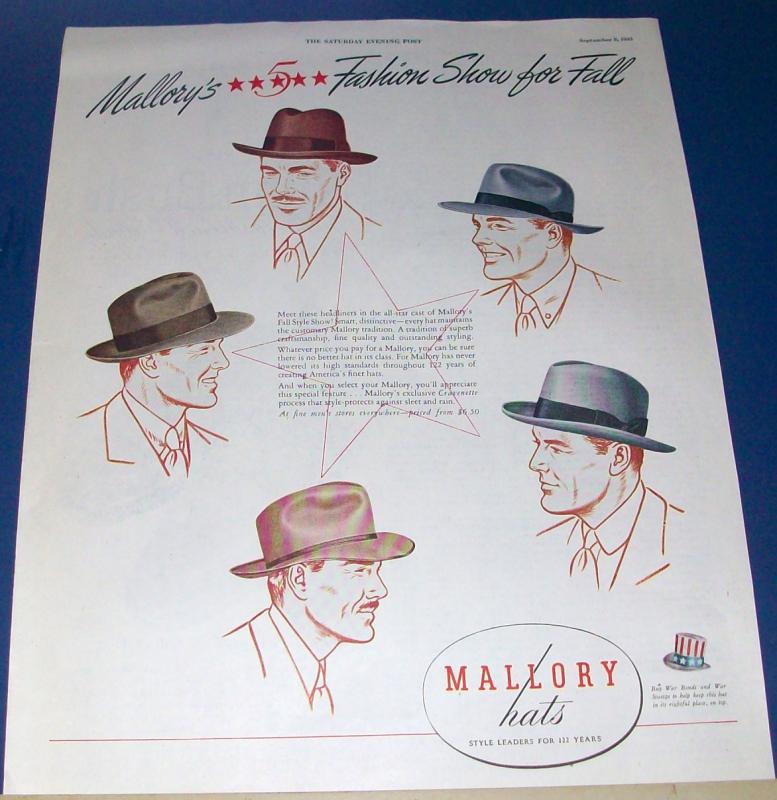 THE SATURDAY EVENING POST
September 8, 1945
Mallory's 5 Fashion Show for Fall
Meet these headliners in the all-star cast of Mallory's
Fall Style Show! Smart, distinctive—every hat maintains
the customary Mallory tradition. A tradition of superb
craftsmanship, fine quality and outstanding styling.
Whatever price you pay for a Mallory, you can be sure
there is no better hat in its class. For Mallory has never
lowered its high standards throughout 122 years of
creating America's finer hats.
And when you select your Mallory, you'll appreciate
this special feature . . . Mallory's exclusive Cravenette
process that style-protects against sleet and rain.
At fine men's stores everywhere—priced from $6.50
MALLORY
hats
STYLE LEADERS FOR 122 YEARS
Buy War Bonds and War
Stamps to help keep this hat
in its rightful place, on top.